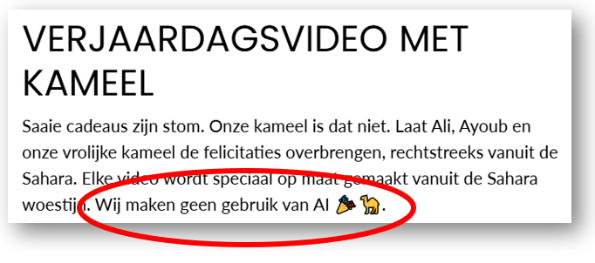 VERJAARDAGSVIDEO MET
KAMEEL
Saaie cadeaus zijn stom. Onze kameel is dat niet. Laat Ali, Ayoub en
onze vrolijke kameel de felicitaties overbrengen, rechtstreeks vanuit de
Sahara. Elke video wordt speciaal op maat gemaakt vanuit de Sahara
woestijn. Wij maken geen gebruik van AI 🎉🐪.